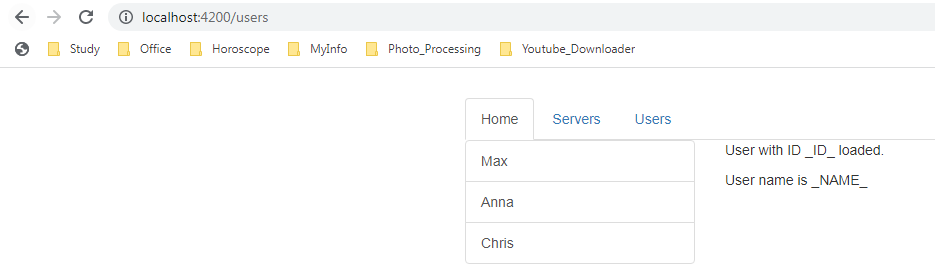 localhost:4200/users
Study Office Horoscope MyInfo Photo_Processing Youtube_Downloader
Home Servers Users
Max
Anna
Chris
User with ID _ID_ loaded.
User name is _NAME_